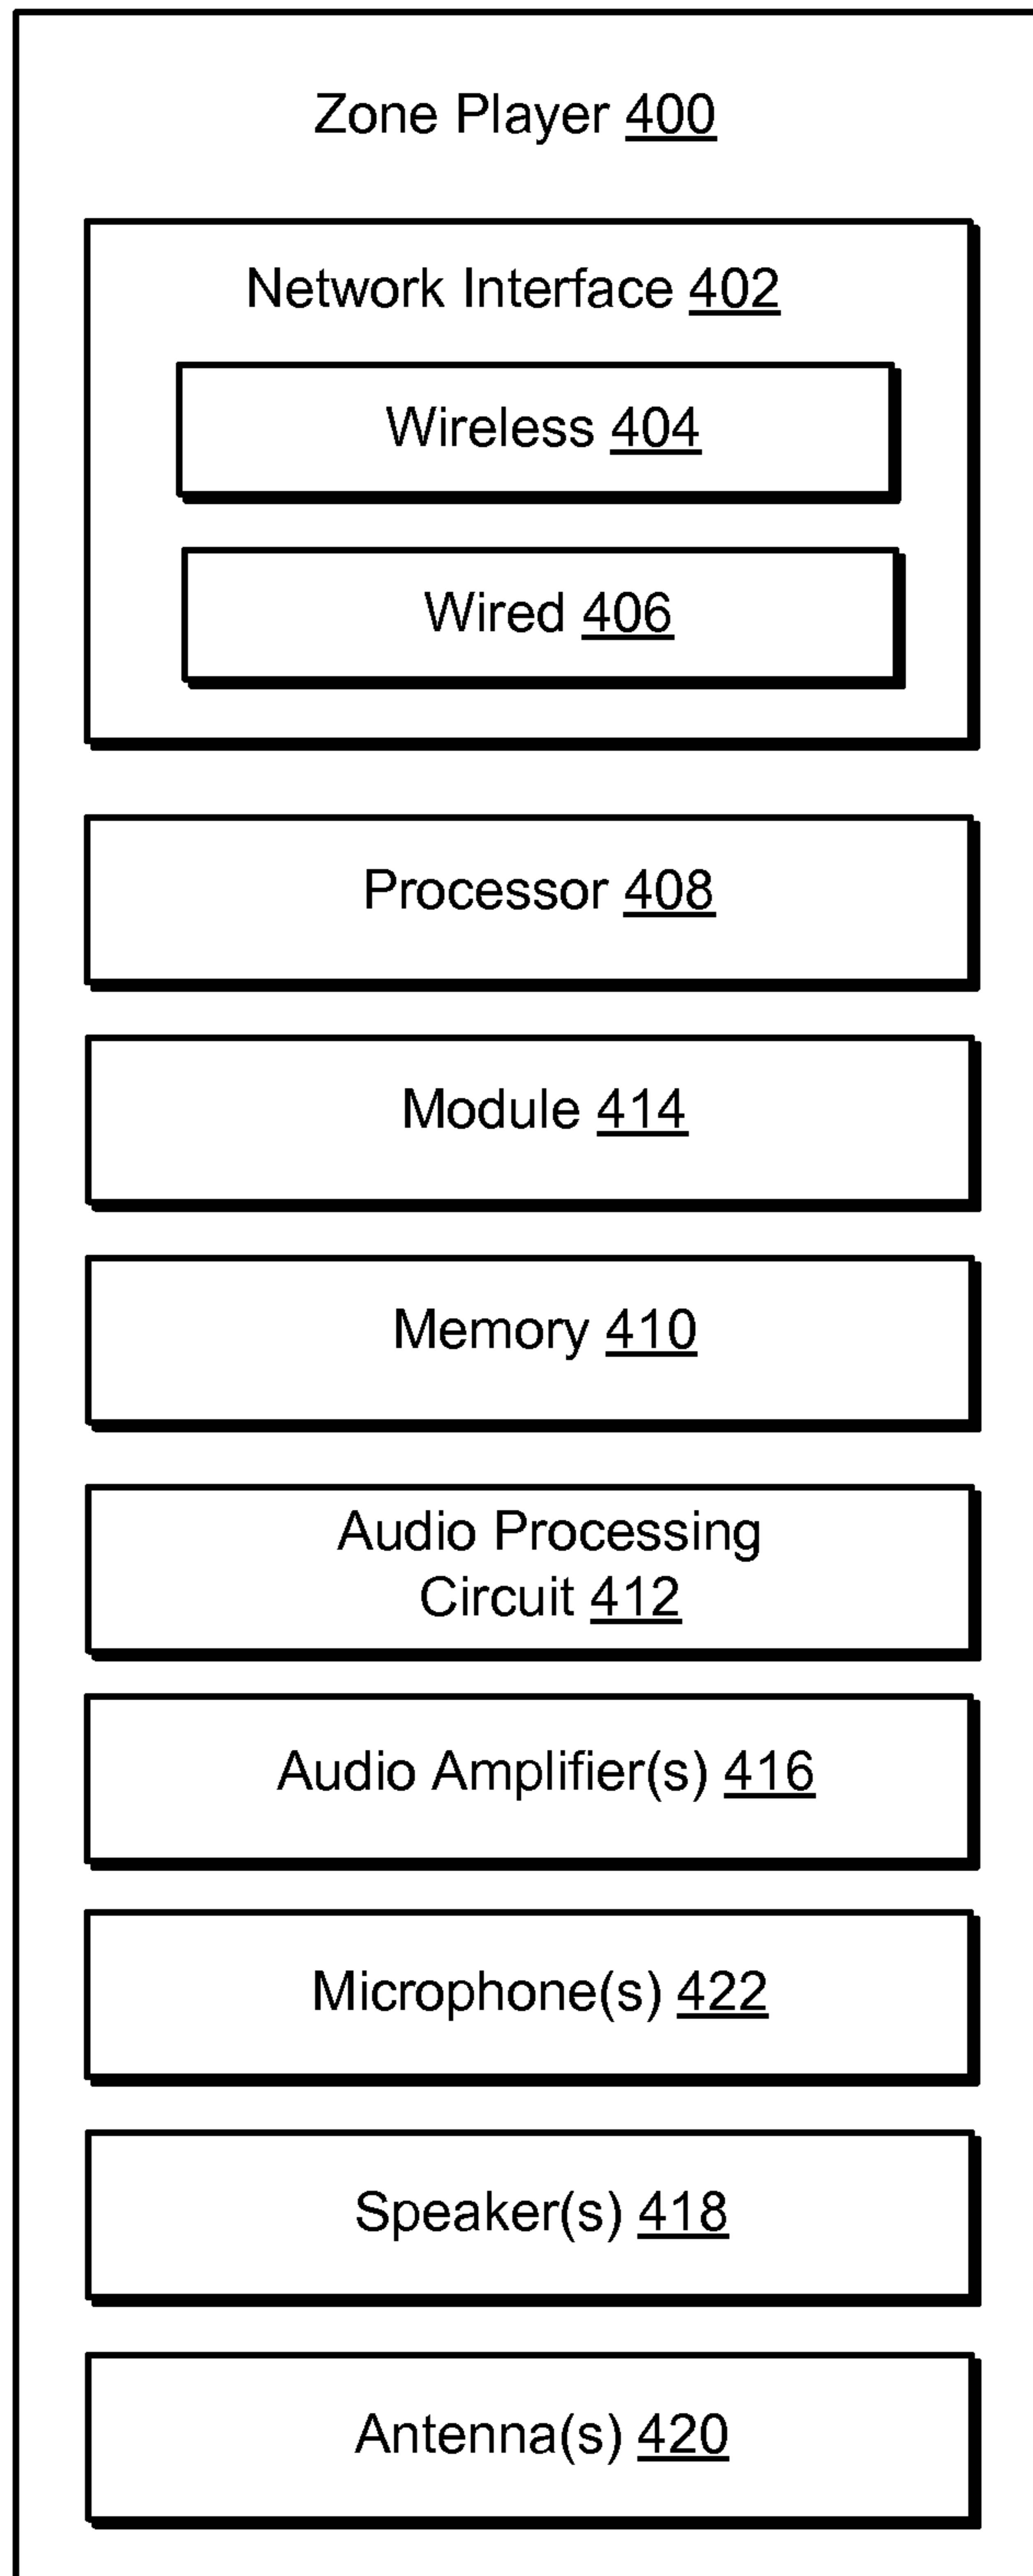 Zone Player 400
Network Interface 402
Wireless 404
Wired 406
Processor 408
Module 414
Memory 410
Audio Processing
Circuit 412
Audio Amplifier(s) 416
Microphone(s) 422
Speaker(s) 418
Antenna(s) 420